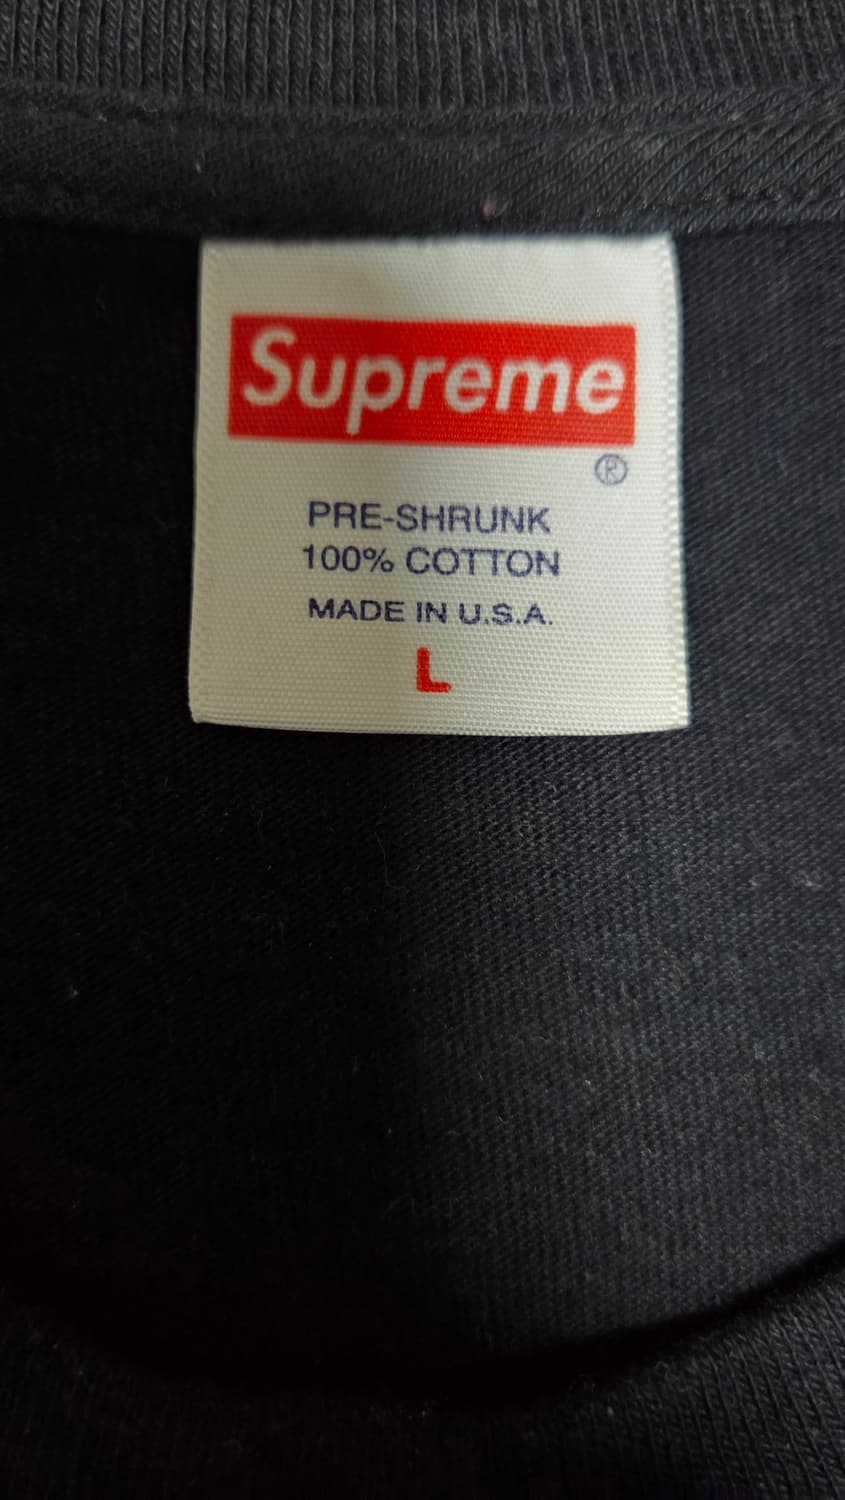 Supreme
®
PRE-SHRUNK
100% COTTON
MADE IN U.S.A.
L